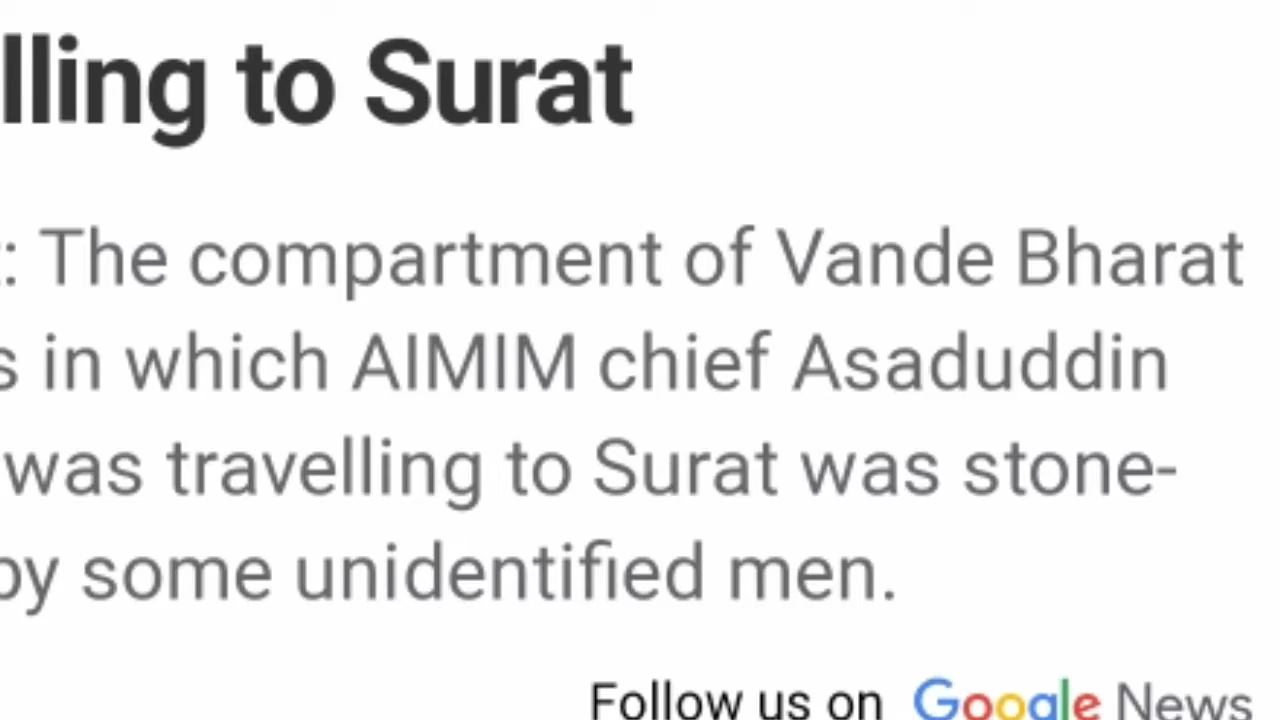 lling to Surat
: The compartment of Vande Bharat
s in which AIMIM chief Asaduddin
was travelling to Surat was stone-
by some unidentified men.
Follow us on Google News